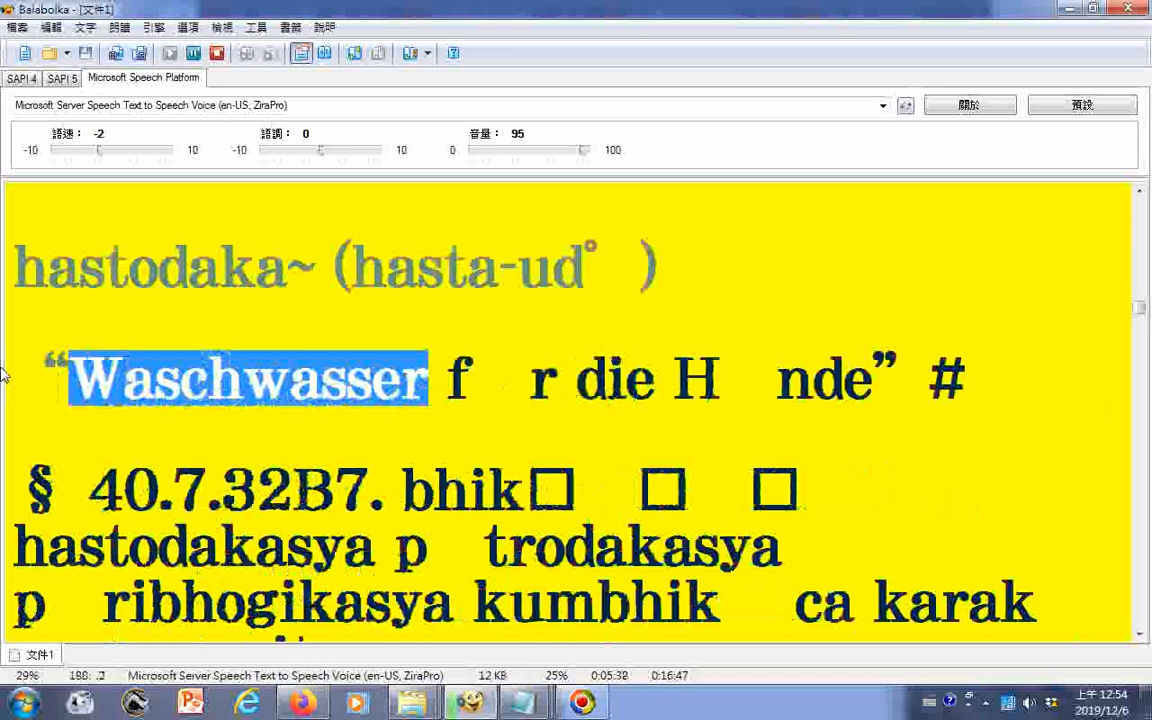 Balabolka - [文件1]
檔案 編輯 文字 朗讀 引擎 選項 檢視 工具 書籤 說明
SAPI 4 SAPI 5 Microsoft Speech Platform
Microsoft Server Speech Text to Speech Voice (en-US, ZiraPro) 關於 預設
語速: -2 語調: 0 音量: 95
-10 10 -10 10 0 100
hastodaka~ (hasta-ud° )
“Waschwasser f r die H nde” #
§ 40.7.32B7. bhik□ □ □
hastodakasya p trodakasya
p ribhogikasya kumbhik ca karak
文件1
29% Microsoft Server Speech Text to Speech Voice (en-US, ZiraPro) 12 KB 25% 0:05:32 0:16:47
上午 12:54
2019/12/6